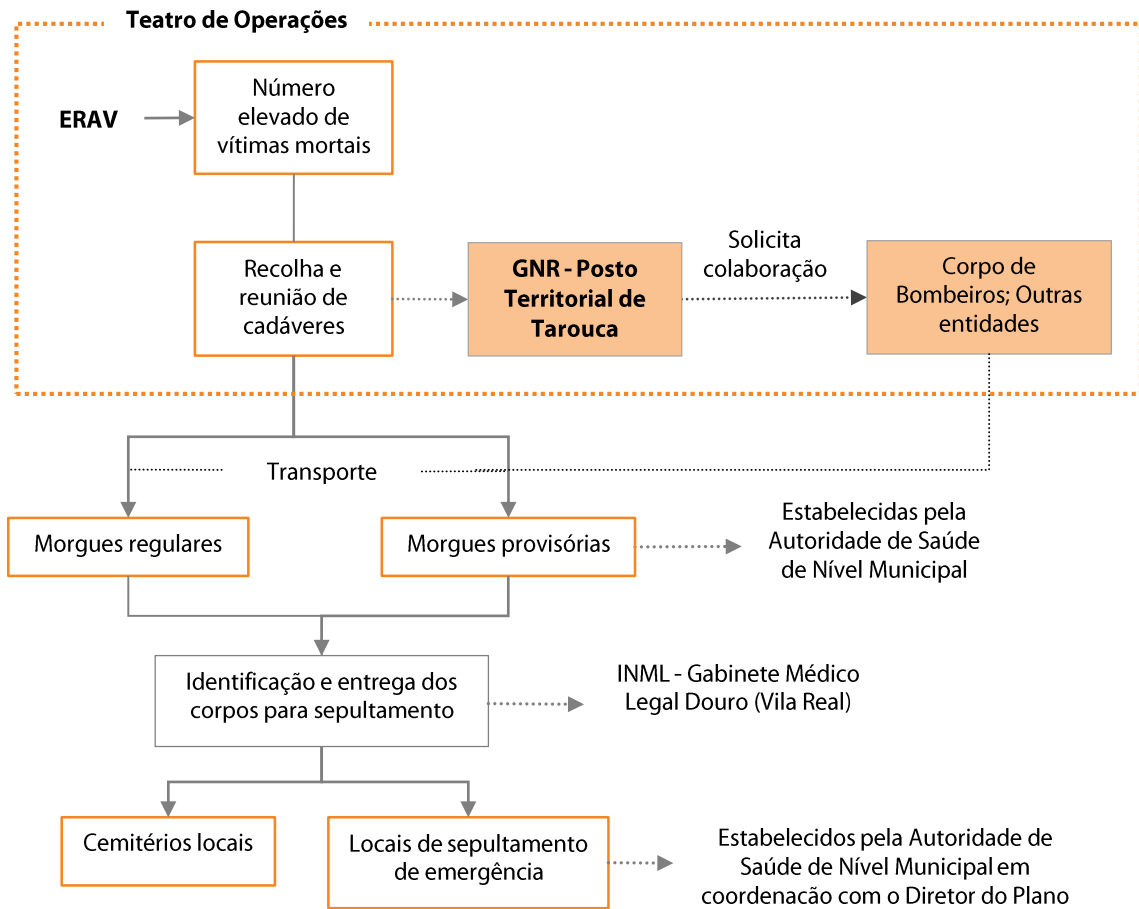 Teatro de Operações
ERAV
Número
elevado de
vítimas mortais
Recolha e
reunião de
cadáveres
GNR - Posto
Territorial de
Tarouca
Solicita
colaboração
Corpo de
Bombeiros; Outras
entidades
Transporte
Morgues regulares
Morgues provisórias
Estabelecidas pela
Autoridade de Saúde
de Nível Municipal
Identificação e entrega dos
corpos para sepultamento
INML - Gabinete Médico
Legal Douro (Vila Real)
Cemitérios locais
Locais de sepultamento
de emergência
Estabelecidos pela Autoridade de
Saúde de Nível Municipal em
coordenacão com o Diretor do Plano